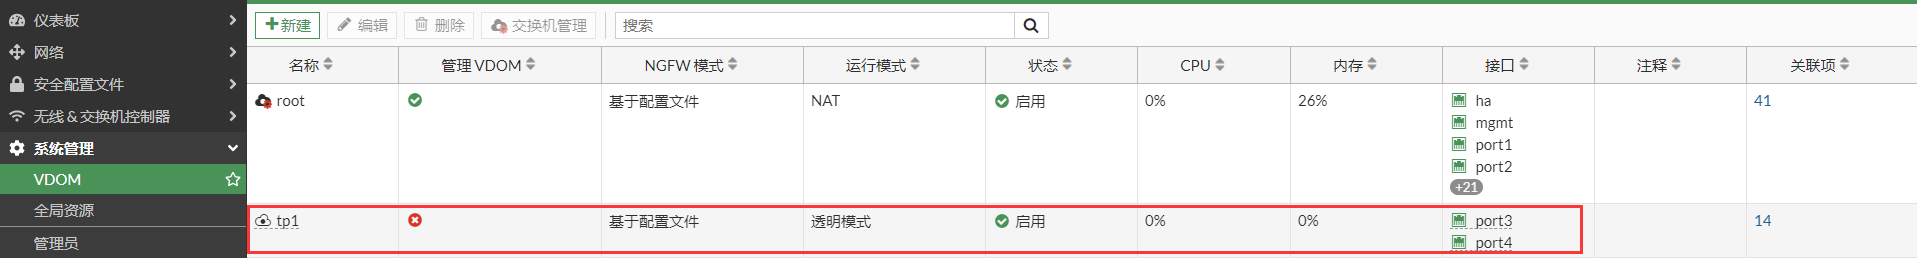 仪表板
网络
安全配置文件
无线 & 交换机控制器
系统管理
VDOM
全局资源
管理员
新建 编辑 删除 交换机管理 搜索
名称 管理 VDOM NGFW 模式 运行模式 状态 CPU 内存 接口 注释 关联项
root 基于配置文件 NAT 启用 0% 26% ha 41
mgmt
port1
port2
+21
tp1 基于配置文件 透明模式 启用 0% 0% port3 14
port4